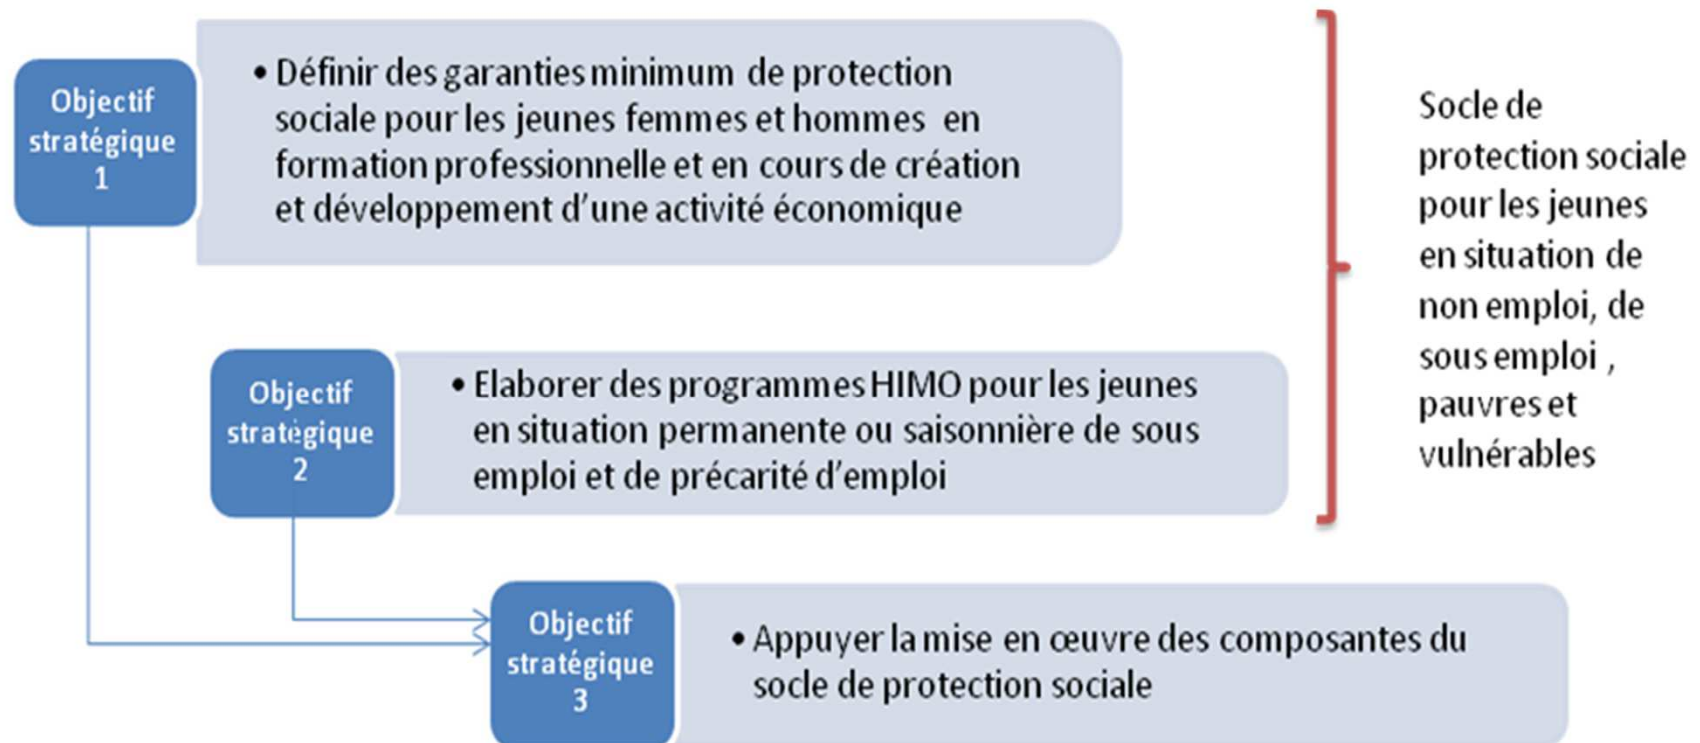 Objectif
stratégique
1
• Définir des garanties minimum de protection
sociale pour les jeunes femmes et hommes en
formation professionnelle et en cours de création
et développement d’une activité économique
Objectif
stratégique
2
• Elaborer des programmes HIMO pour les jeunes
en situation permanente ou saisonnière de sous
emploi et de précarité d’emploi
Objectif
stratégique
3
• Appuyer la mise en œuvre des composantes du
socle de protection sociale
Socle de
protection sociale
pour les jeunes
en situation de
non emploi, de
sous emploi ,
pauvres et
vulnérables